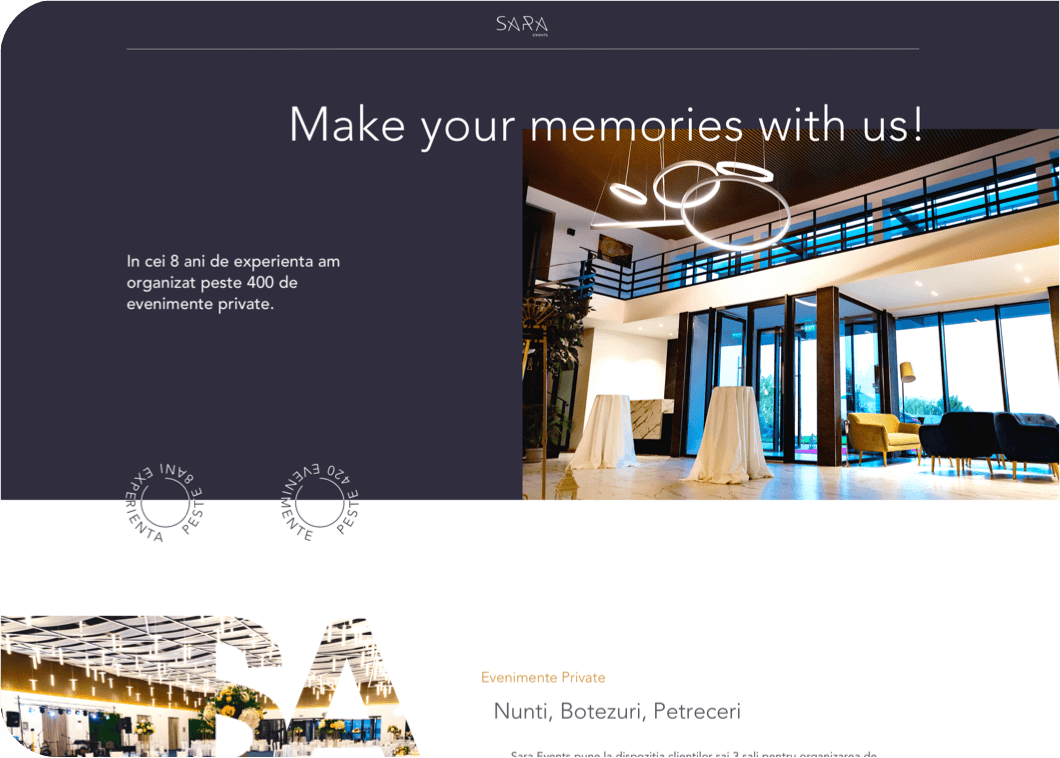 SARA
events
Make your memories with us!
In cei 8 ani de experienta am
organizat peste 400 de
evenimente private.
PESTE 8 ANI EXPERIENTA
PESTE 420 EVENIMENTE
SA
Evenimente Private
Nunti, Botezuri, Petreceri
Sara Events pune la dispozitia clientilor sai 3 sali pentru organizarea de